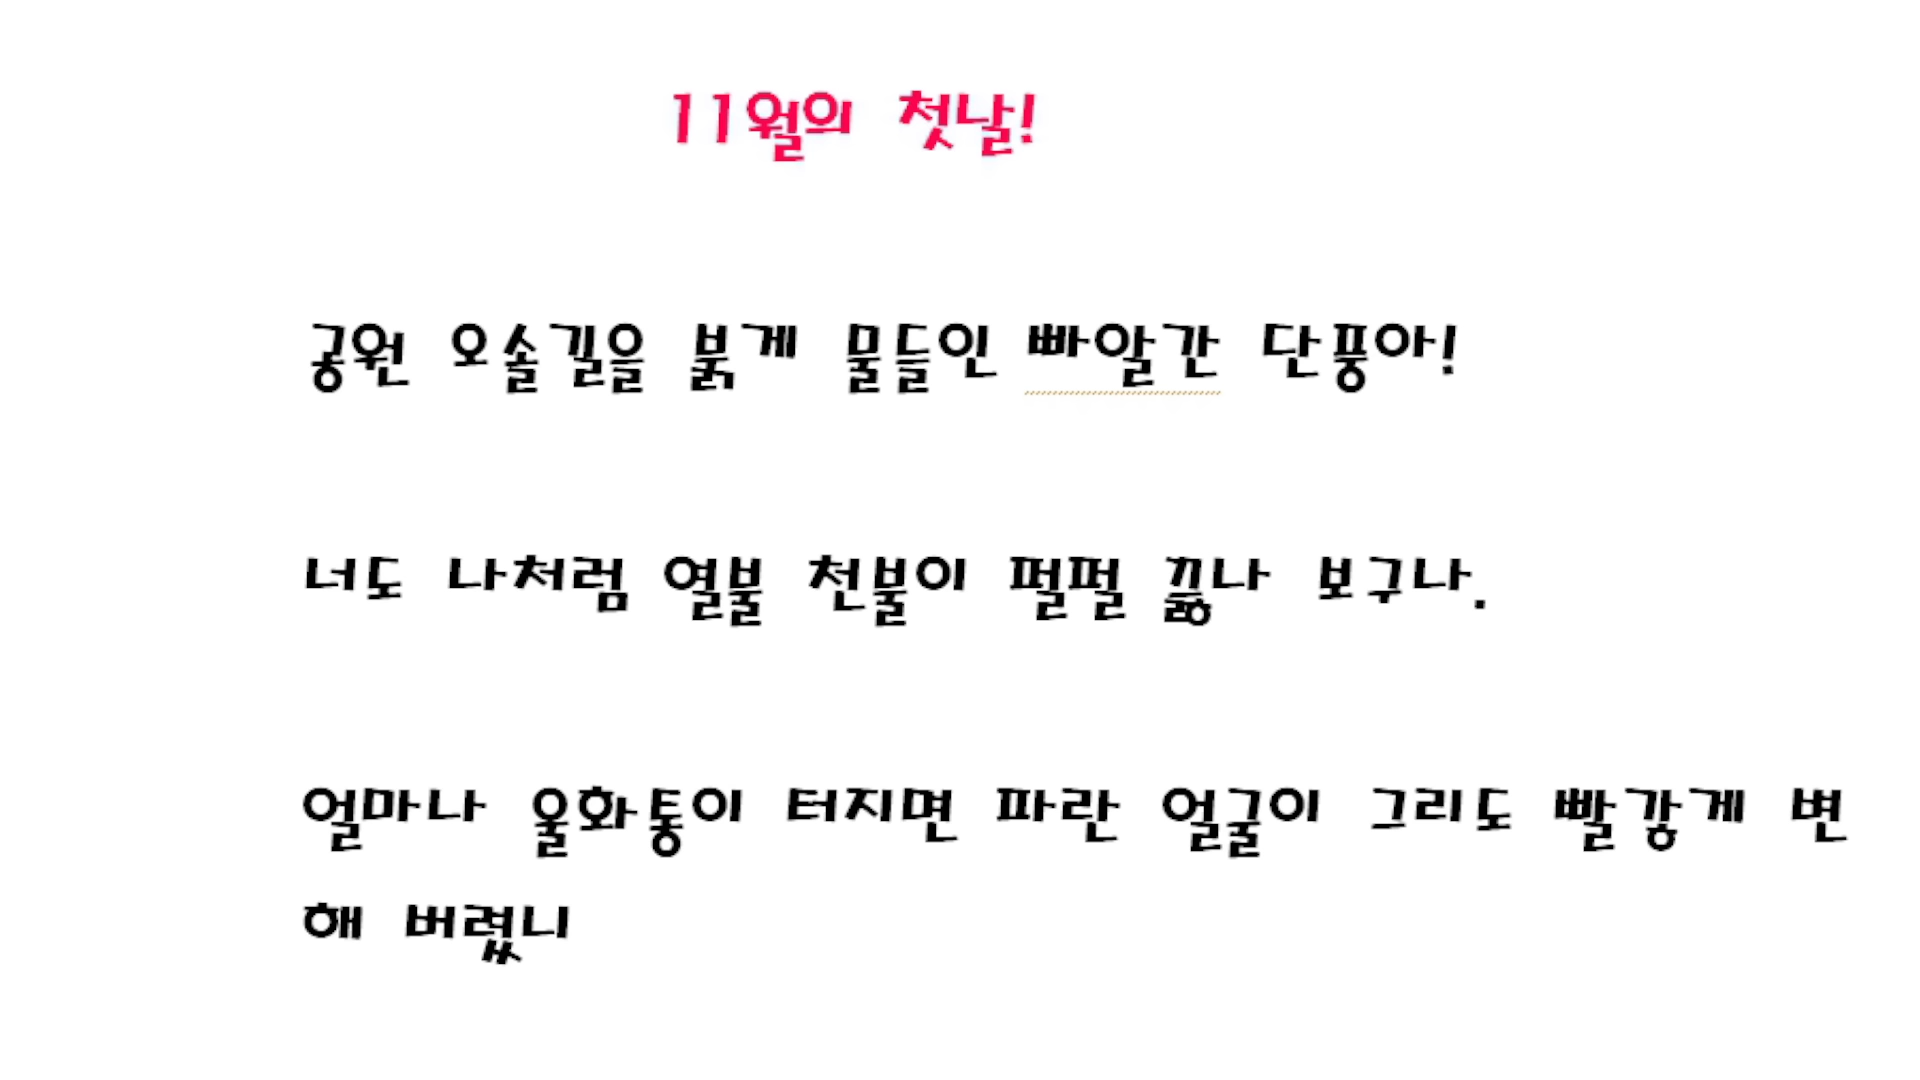 11월의 첫날!
공원 오솔길을 붉게 물들인 빠알간 단풍아!
너도 나처럼 열불 천불이 펄펄 끓나 보구나.
얼마나 울화통이 터지면 파란 얼굴이 그리도 빨갛게 변
해 버렸니